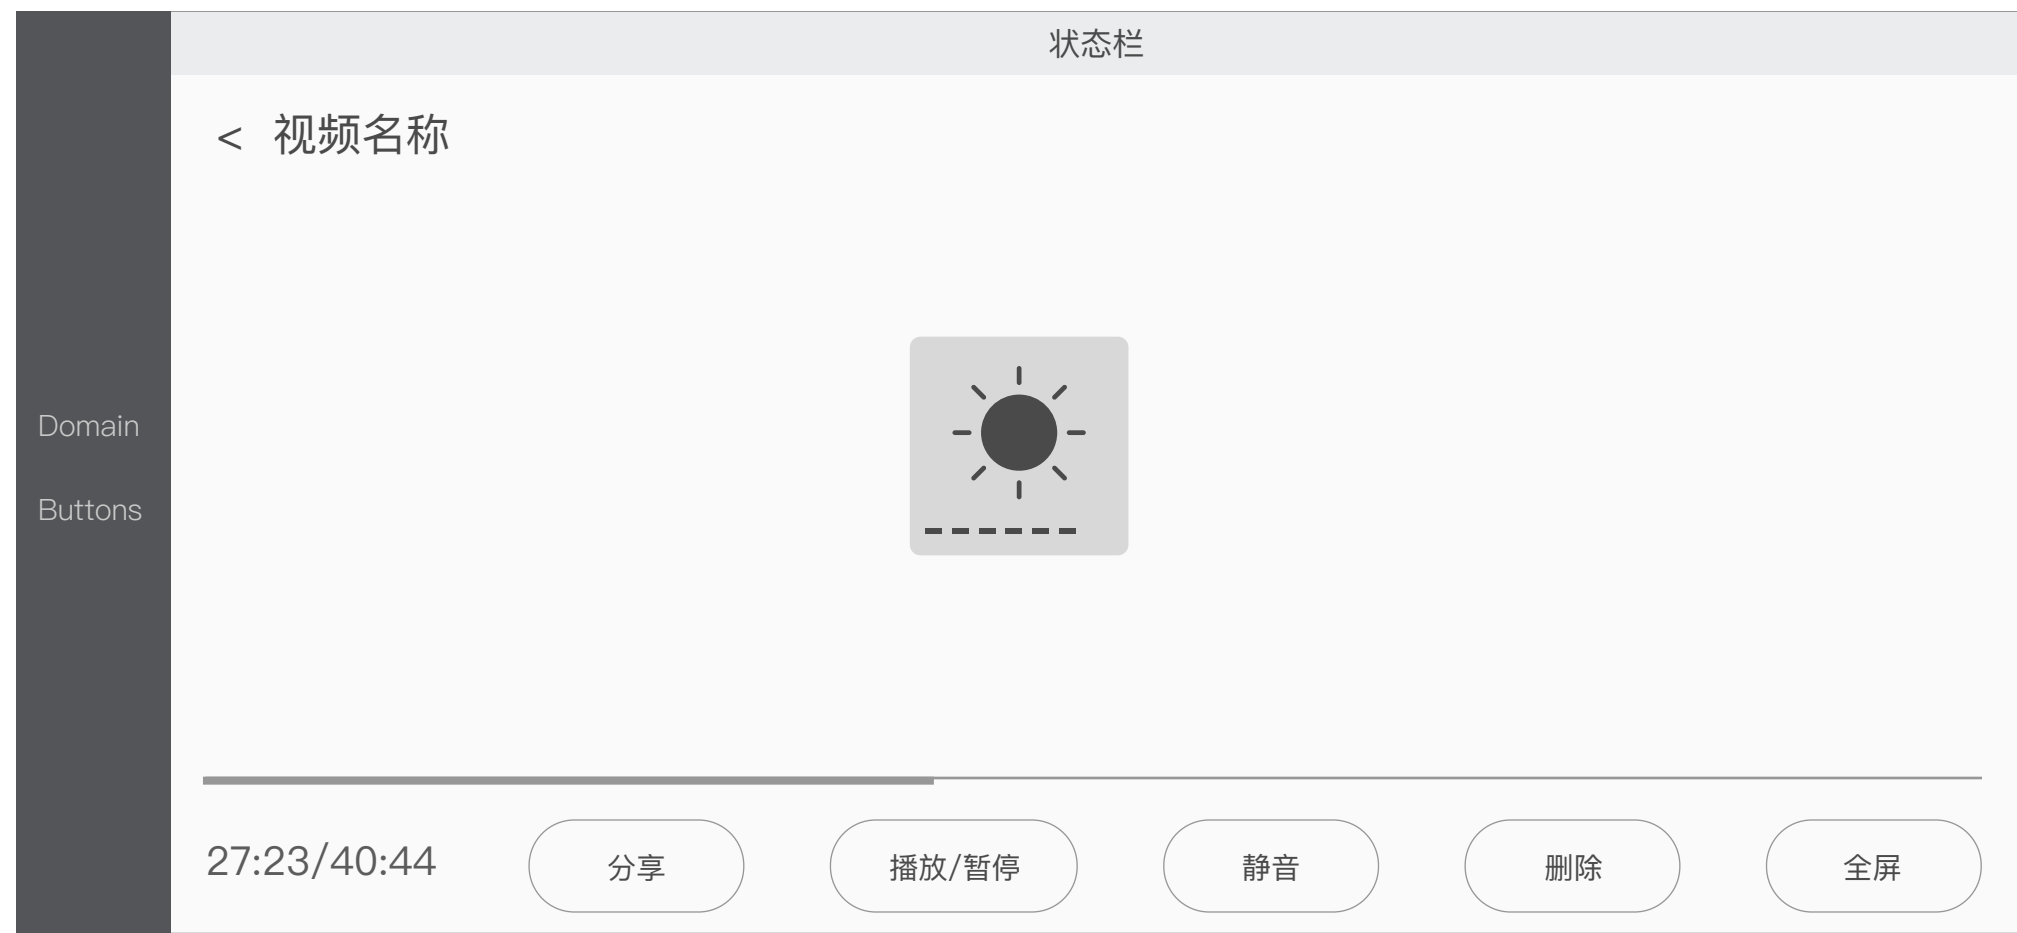 状态栏
< 视频名称
Domain
Buttons
27:23/40:44
分享
播放/暂停
静音
删除
全屏